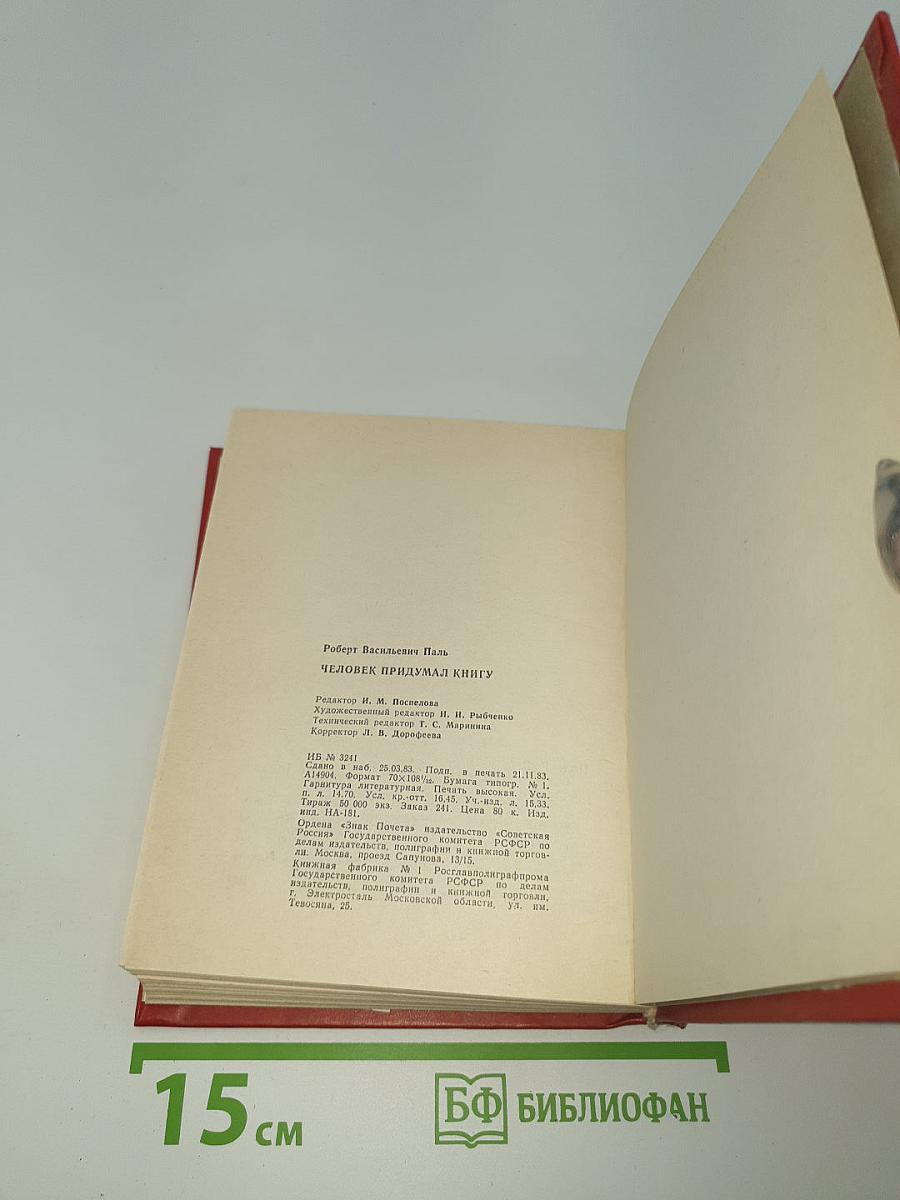 Роберт Васильевич Паль
ЧЕЛОВЕК ПРИДУМАЛ КНИГУ
Редактор И. М. Поспелова
Художественный редактор Н. И. Рыбченко
Технический редактор Т. С. Маринина
Корректор Л. В. Дорофеева
ИБ № 3241
Сдано в наб. 25.03.83. Подп. в печать 21.11.83.
А14904. Формат 70×108¹/₃₂. Бумага типогр. № 1.
Гарнитура литературная. Печать высокая. Усл.
п. л. 14,70. Усл. кр.-отт. 16,45. Уч.-изд. л. 15,33.
Тираж 50 000 экз. Заказ 241. Цена 80 к. Изд.
инд. НА-181.
Ордена «Знак Почета» издательство «Советская
Россия» Государственного комитета РСФСР по
делам издательств, полиграфии и книжной торгов-
ли. Москва, проезд Сапунова, 13/15.
Книжная фабрика № 1 Росглавполиграфпрома
Государственного комитета РСФСР по делам
издательств, полиграфии и книжной торговли,
г. Электросталь Московской области, ул. им.
Тевосяна, 25.
15 см
БФ БИБЛИОФАН